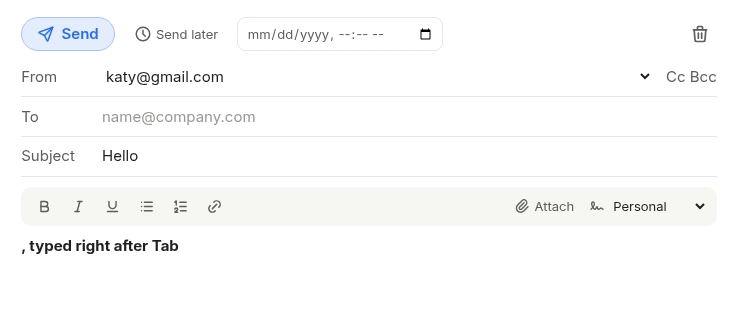 Send Send later mm/dd/yyyy, --:-- --
From katy@gmail.com Cc Bcc
To name@company.com
Subject Hello
B I U Attach Personal
, typed right after Tab